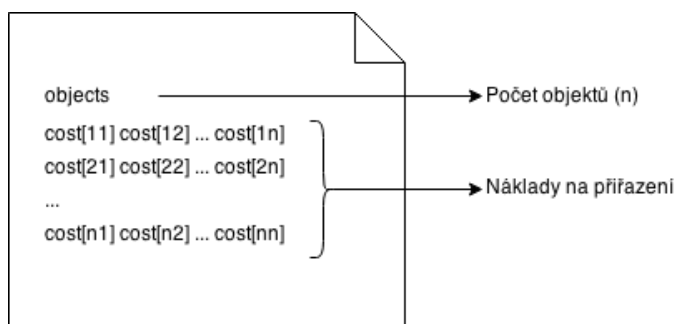 objects
Počet objektů (n)
cost[11] cost[12] ... cost[1n]
cost[21] cost[22] ... cost[2n]
...
cost[n1] cost[n2] ... cost[nn]
Náklady na přiřazení